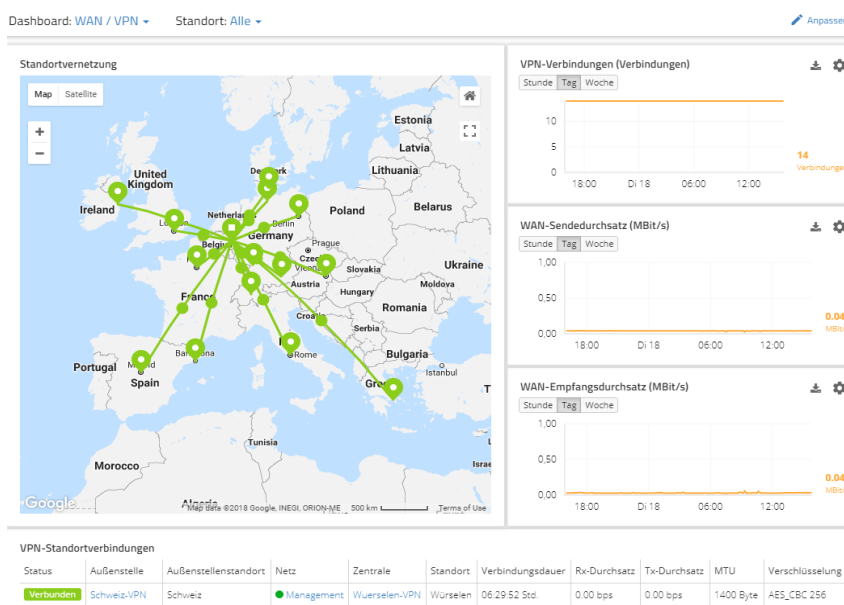 Dashboard: WAN / VPN Standort: Alle Anpassen
Standortvernetzung
Map Satellite
+
−
Estonia
Latvia
Lithuania
United
Kingdom
Ireland
Netherlands
Berlin
Poland
Belarus
Germany
Prague
Slovakia
Ukraine
Austria
Moldova
Hungary
France
Romania
Serbia
Rome
Bulgaria
Istanbul
Portugal
Spain
Tunisia
Morocco
Algeria
Google
Map data ©2018 Google, INEGI, ORION-ME 500 km Terms of Use
VPN-Verbindungen (Verbindungen)
Stunde Tag Woche
10
5
0
18:00 Di 18 06:00 12:00
14
Verbindungen
WAN-Sendedurchsatz (MBit/s)
Stunde Tag Woche
1,00
0,50
0,00
18:00 Di 18 06:00 12:00
0.04
MBit
WAN-Empfangsdurchsatz (MBit/s)
Stunde Tag Woche
1,00
0,50
0,00
18:00 Di 18 06:00 12:00
0.04
MBit
VPN-Standortverbindungen
Status Außenstelle Außenstellenstandort Netz Zentrale Standort Verbindungsdauer Rx-Durchsatz Tx-Durchsatz MTU Verschlüsselung
Verbunden Schweiz-VPN Schweiz Management Wuerselen-VPN Würselen 06:29:52 Std. 0.00 bps 0.00 bps 1400 Byte AES_CBC 256